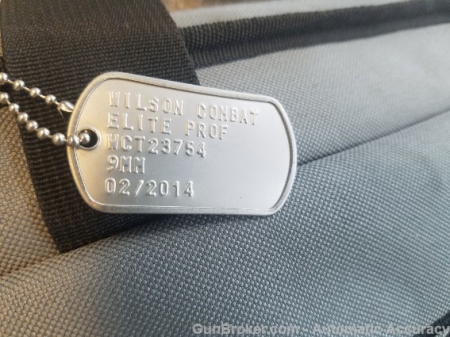 WILSON COMBAT
ELITE PROF
WCT23754
9MM
02/2014
GunBroker.com - Automatic Accuracy